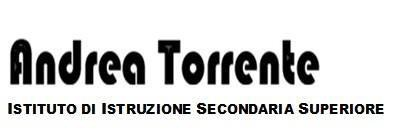 Andrea Torrente
ISTITUTO DI ISTRUZIONE SECONDARIA SUPERIORE